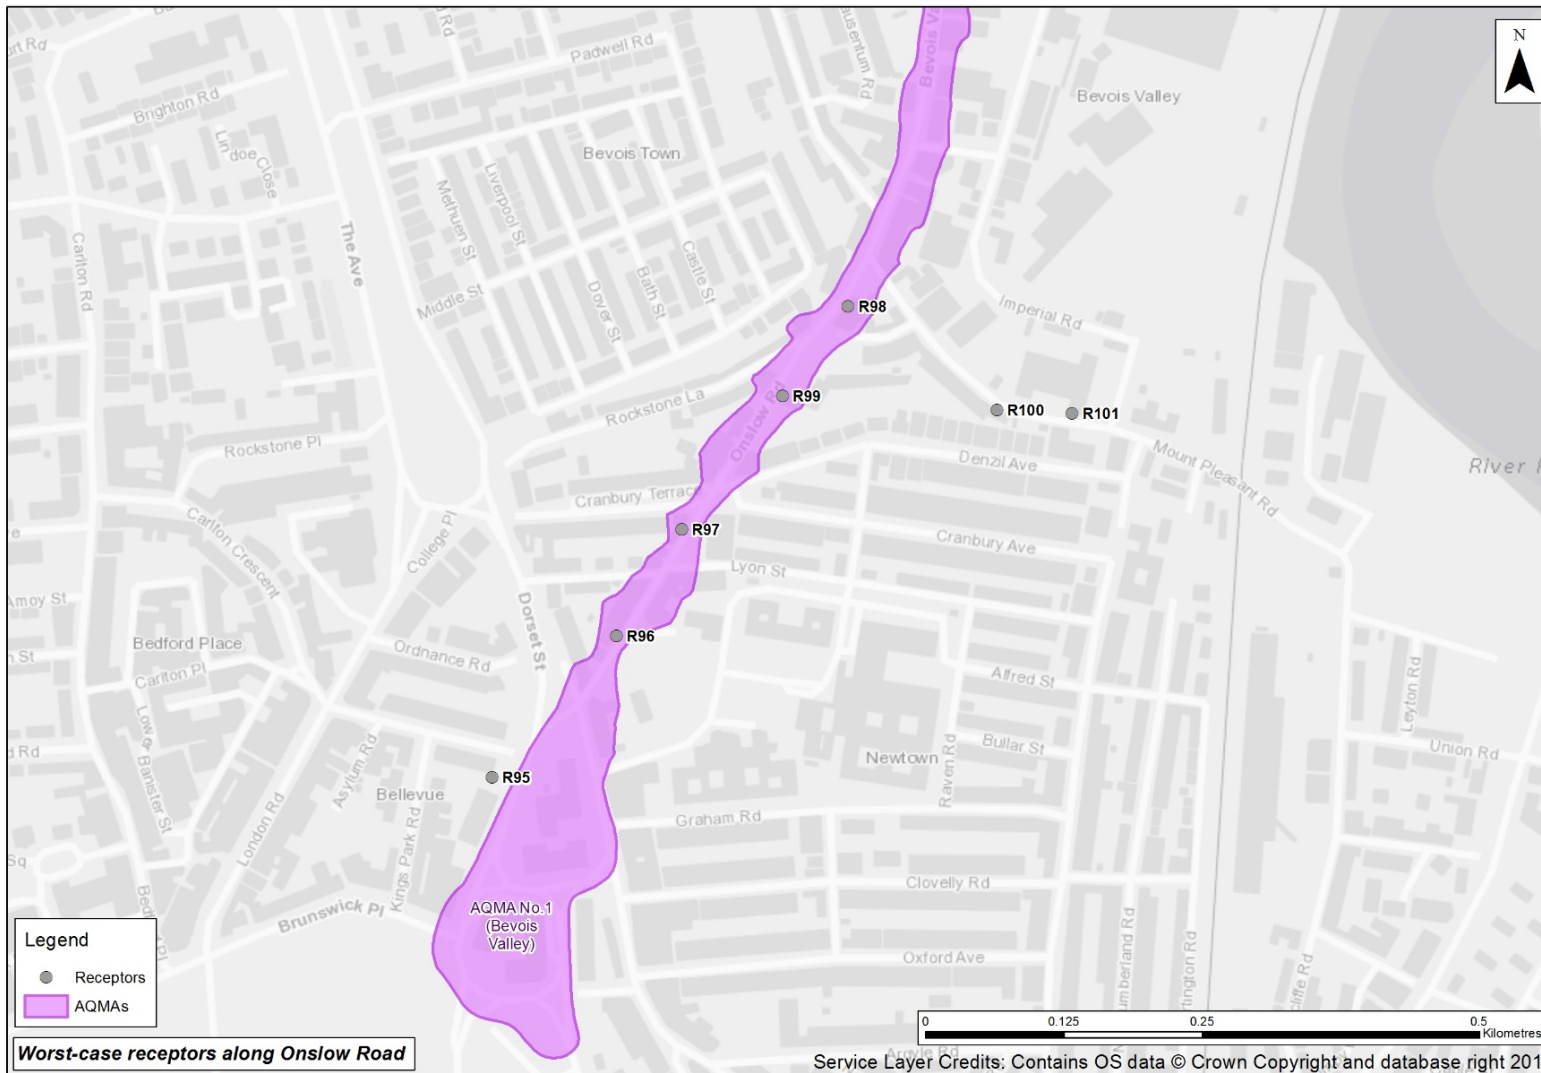 Padwell Rd
Brighton Rd
Bevois Town
Bevois Valley
N
Lindoe Close
Carlton Rd
The Ave
Methuen St
Liverpool St
Middle St
Dover St
Bath St
Castle St
Imperial Rd
R98
R99
Onslow Rd
R100
R101
Rockstone La
Rockstone Pl
Mount Pleasant Rd
Denzil Ave
River
Cranbury Terrace
Carlton Crescent
College Pl
R97
Cranbury Ave
Lyon St
Amoy St
Bedford Place
Dorset St
R96
Ordnance Rd
Carlton Pl
Alfred St
Leyton Rd
Lower Banister St
Asylum Rd
Newtown
Raven Rd
Bullar St
Union Rd
R95
Bellevue
London Rd
Kings Park Rd
Graham Rd
Clovelly Rd
Brunswick Pl
AQMA No.1
(Bevois
Valley)
Oxford Ave
Legend
Receptors
AQMAs
0 0.125 0.25 0.5
Kilometres
Worst-case receptors along Onslow Road
Argyle Rd
Service Layer Credits: Contains OS data © Crown Copyright and database right 201